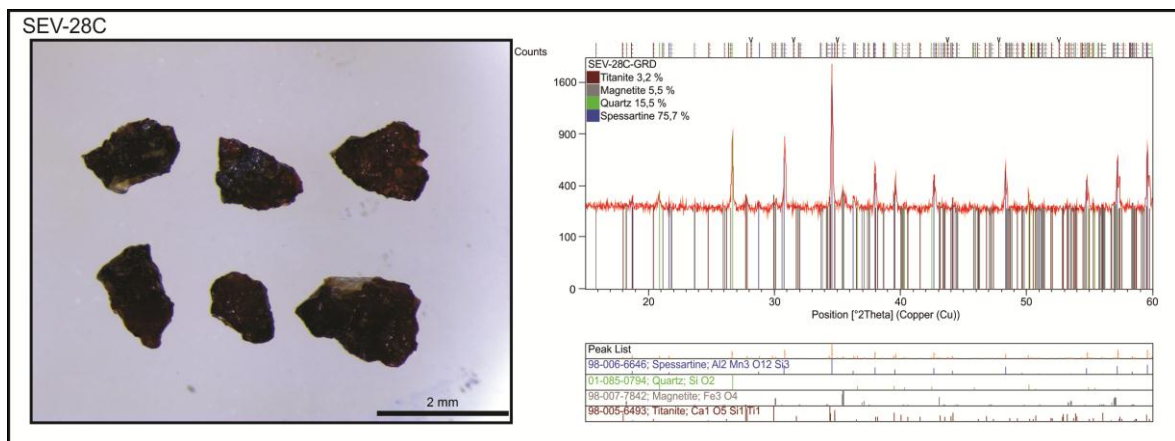 SEV-28C
2 mm
Counts
SEV-28C-GRD
Titanite 3,2 %
Magnetite 5,5 %
Quartz 15,5 %
Spessartine 75,7 %
1600
900
400
100
0
20
30
40
50
60
Position [°2Theta] (Copper (Cu))
Peak List
98-006-6646; Spessartine; Al2 Mn3 O12 Si3
01-085-0794; Quartz; Si O2
98-007-7842; Magnetite; Fe3 O4
98-005-6493; Titanite; Ca1 O5 Si1 Ti1